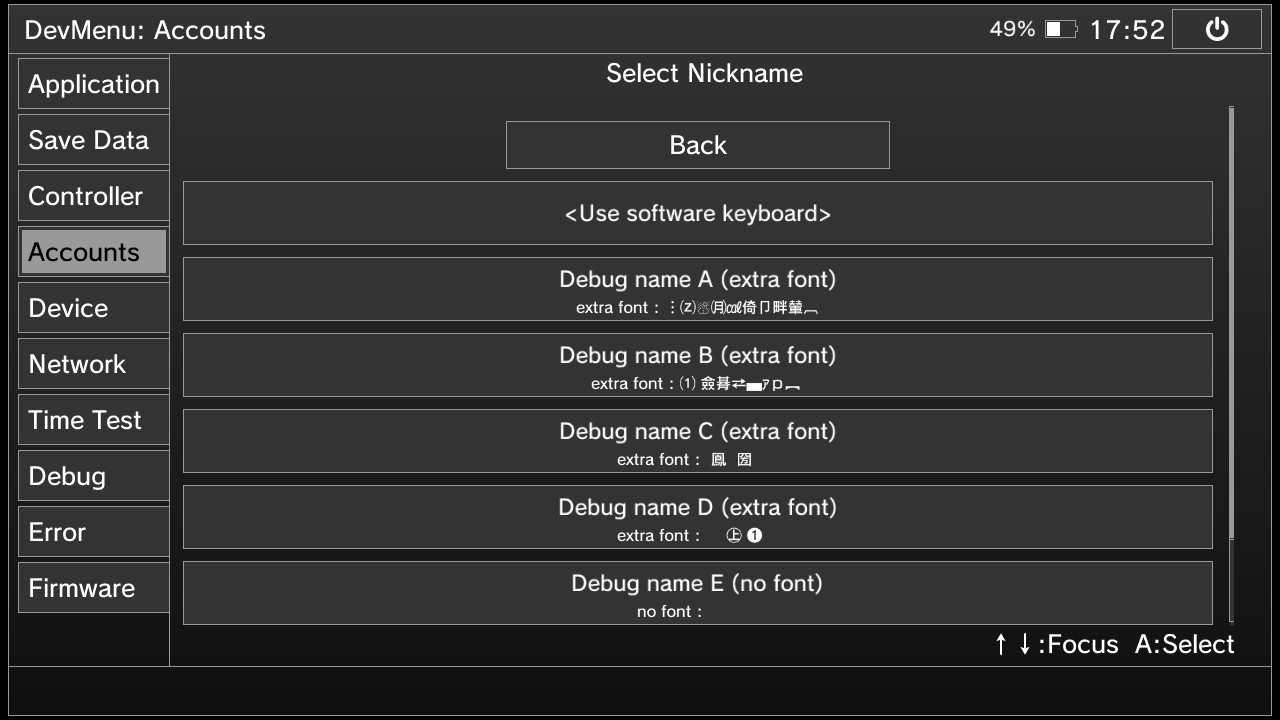 DevMenu: Accounts
49%
17:52
Application
Save Data
Controller
Accounts
Device
Network
Time Test
Debug
Error
Firmware
Select Nickname
Back
<Use software keyboard>
Debug name A (extra font)
extra font :
Debug name B (extra font)
extra font : ⑴
Debug name C (extra font)
extra font :
Debug name D (extra font)
extra font : ㊤ ❶
Debug name E (no font)
no font :
↑ ↓ :Focus A:Select